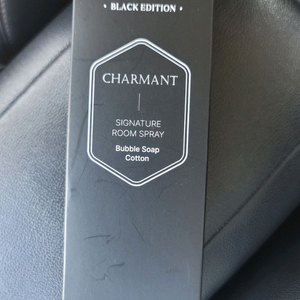 • BLACK EDITION •
CHARMANT
SIGNATURE
ROOM SPRAY
Bubble Soap
Cotton